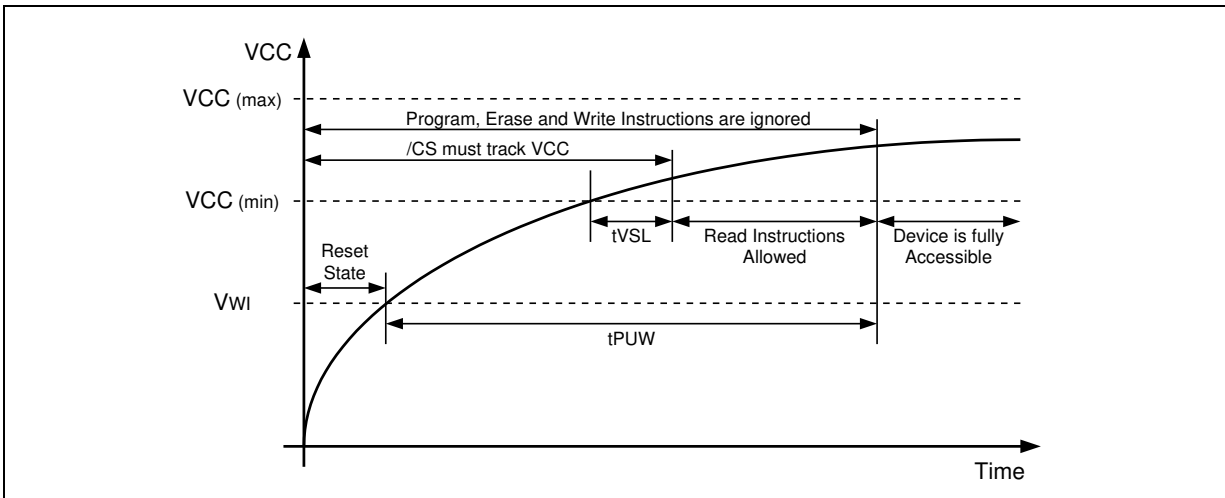 VCC
VCC (max)
Program, Erase and Write Instructions are ignored
/CS must track VCC
VCC (min)
tVSL
Read Instructions
Allowed
Device is fully
Accessible
Reset
State
VWI
tPUW
Time